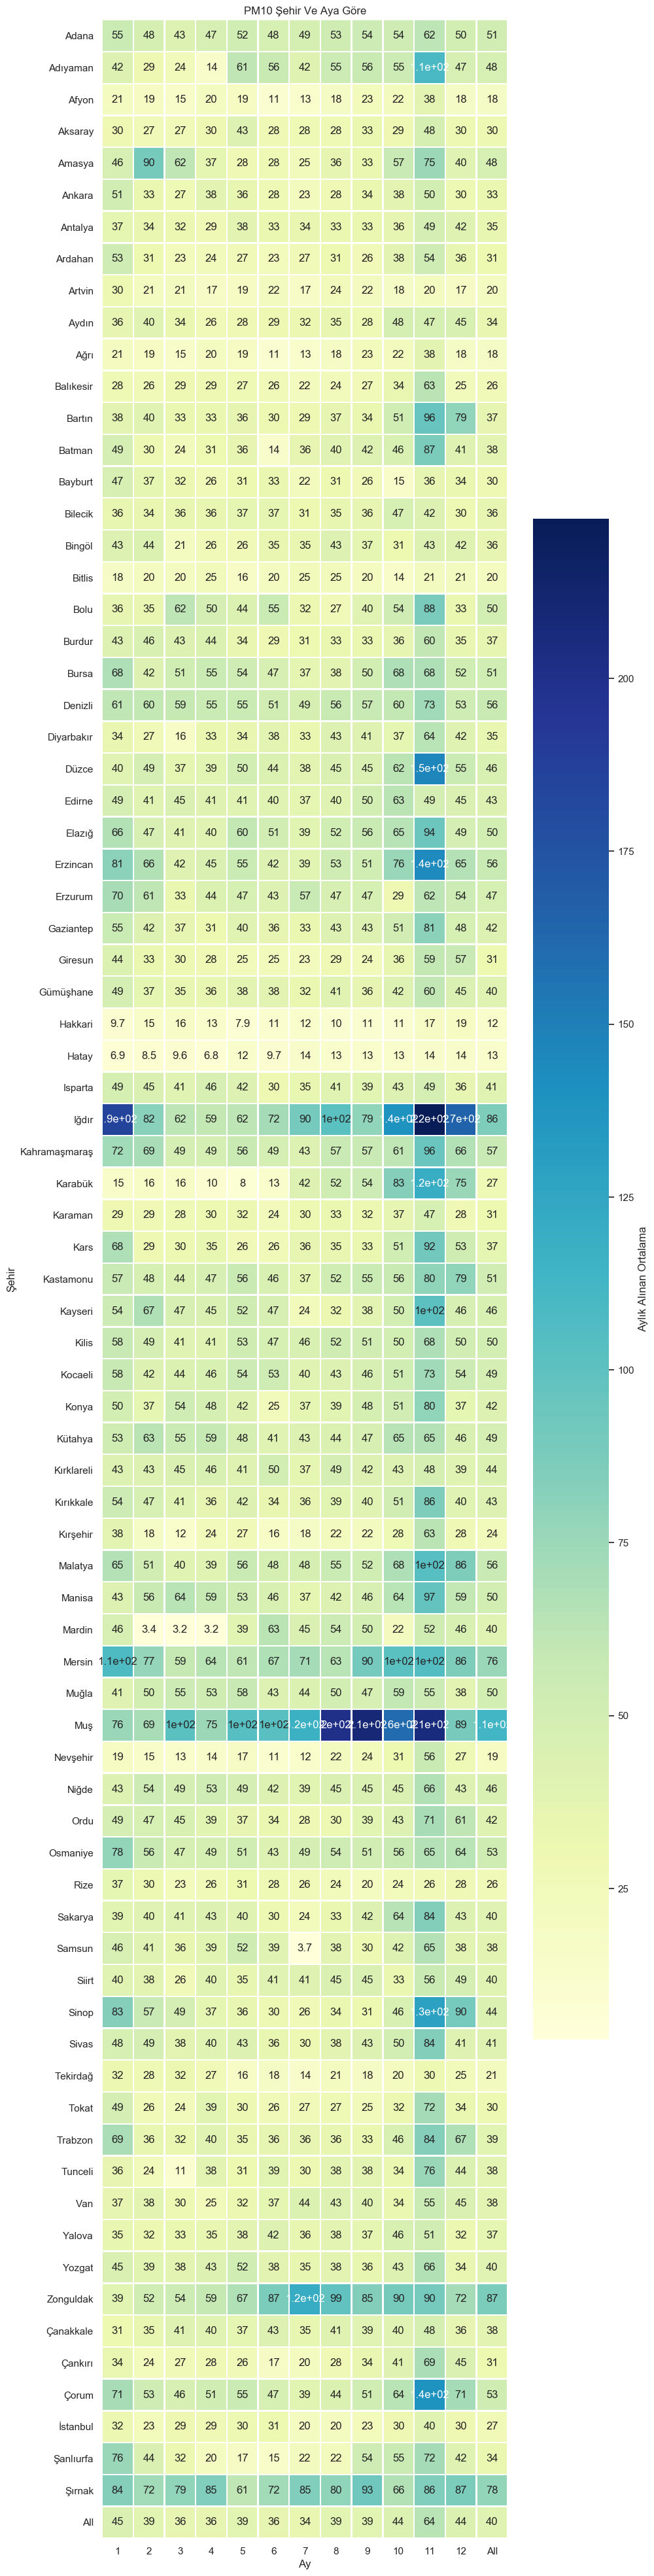 PM10 Şehir Ve Aya Göre
Adana 55 48 43 47 52 48 49 53 54 54 62 50 51
Adıyaman 42 29 24 14 61 56 42 55 56 55 .1e+02 47 48
Afyon 21 19 15 20 19 11 13 18 23 22 38 18 18
Aksaray 30 27 27 30 43 28 28 28 33 29 48 30 30
Amasya 46 90 62 37 28 28 25 36 33 57 75 40 48
Ankara 51 33 27 38 36 28 23 28 34 38 50 30 33
Antalya 37 34 32 29 38 33 34 33 33 36 49 42 35
Ardahan 53 31 23 24 27 23 27 31 26 38 54 36 31
Artvin 30 21 21 17 19 22 17 24 22 18 20 17 20
Aydın 36 40 34 26 28 29 32 35 28 48 47 45 34
Ağrı 21 19 15 20 19 11 13 18 23 22 38 18 18
Balıkesir 28 26 29 29 27 26 22 24 27 34 63 25 26
Bartın 38 40 33 33 36 30 29 37 34 51 96 79 37
Batman 49 30 24 31 36 14 36 40 42 46 87 41 38
Bayburt 47 37 32 26 31 33 22 31 26 15 36 34 30
Bilecik 36 34 36 36 37 37 31 35 36 47 42 30 36
Bingöl 43 44 21 26 26 35 35 43 37 31 43 42 36
Bitlis 18 20 20 25 16 20 25 25 20 14 21 21 20
Bolu 36 35 62 50 44 55 32 27 40 54 88 33 50
Burdur 43 46 43 44 34 29 31 33 33 36 60 35 37
Bursa 68 42 51 55 54 47 37 38 50 68 68 52 51
Denizli 61 60 59 55 55 51 49 56 57 60 73 53 56
Diyarbakır 34 27 16 33 34 38 33 43 41 37 64 42 35
Düzce 40 49 37 39 50 44 38 45 45 62 .5e+02 55 46
Edirne 49 41 45 41 41 40 37 40 50 63 49 45 43
Elazığ 66 47 41 40 60 51 39 52 56 65 94 49 50
Erzincan 81 66 42 45 55 42 39 53 51 76 .4e+02 65 56
Erzurum 70 61 33 44 47 43 57 47 47 29 62 54 47
Gaziantep 55 42 37 31 40 36 33 43 43 51 81 48 42
Giresun 44 33 30 28 25 25 23 29 24 36 59 57 31
Gümüşhane 49 37 35 36 38 38 32 41 36 42 60 45 40
Hakkari 9.7 15 16 13 7.9 11 12 10 11 11 17 19 12
Hatay 6.9 8.5 9.6 6.8 12 9.7 14 13 13 13 14 14 13
Isparta 49 45 41 46 42 30 35 41 39 43 49 36 41
Iğdır .9e+02 82 62 59 62 72 90 1e+02 79 .4e+02 2.2e+02 .7e+02 86
Kahramaşmaraş 72 69 49 49 56 49 43 57 57 61 96 66 57
Karabük 15 16 16 10 8 13 42 52 54 83 .2e+02 75 27
Karaman 29 29 28 30 32 24 30 33 32 37 47 28 31
Kars 68 29 30 35 26 26 36 35 33 51 92 53 37
Kastamonu 57 48 44 47 56 46 37 52 55 56 80 79 51
Kayseri 54 67 47 45 52 47 24 32 38 50 1e+02 46 46
Kilis 58 49 41 41 53 47 46 52 51 50 68 50 50
Kocaeli 58 42 44 46 54 53 40 43 46 51 73 54 49
Konya 50 37 54 48 42 25 37 39 48 51 80 37 42
Kütahya 53 63 55 59 48 41 43 44 47 65 65 46 49
Kırklareli 43 43 45 46 41 50 37 49 42 43 48 39 44
Kırıkkale 54 47 41 36 42 34 36 39 40 51 86 40 43
Kırşehir 38 18 12 24 27 16 18 22 22 28 63 28 24
Malatya 65 51 40 39 56 48 48 55 52 68 1e+02 86 56
Manisa 43 56 64 59 53 46 37 42 46 64 97 59 50
Mardin 46 3.4 3.2 3.2 39 63 45 54 50 22 52 46 40
Mersin 1.1e+02 77 59 64 61 67 71 63 90 1e+02 1e+02 86 76
Muğla 41 50 55 53 58 43 44 50 47 59 55 38 50
Muş 76 69 1e+02 75 1e+02 1e+02 .2e+02 2e+02 2.1e+02 .6e+02 2.1e+02 89 1.1e+02
Nevşehir 19 15 13 14 17 11 12 22 24 31 56 27 19
Niğde 43 54 49 53 49 42 39 45 45 45 66 43 46
Ordu 49 47 45 39 37 34 28 30 39 43 71 61 42
Osmaniye 78 56 47 49 51 43 49 54 51 56 65 64 53
Rize 37 30 23 26 31 28 26 24 20 24 26 28 26
Sakarya 39 40 41 43 40 30 24 33 42 64 84 43 40
Samsun 46 41 36 39 52 39 3.7 38 30 42 65 38 38
Siirt 40 38 26 40 35 41 41 45 45 33 56 49 40
Sinop 83 57 49 37 36 30 26 34 31 46 .3e+02 90 44
Sivas 48 49 38 40 43 36 30 38 43 50 84 41 41
Tekirdağ 32 28 32 27 16 18 14 21 18 20 30 25 21
Tokat 49 26 24 39 30 26 27 27 25 32 72 34 30
Trabzon 69 36 32 40 35 36 36 36 33 46 84 67 39
Tunceli 36 24 11 38 31 39 30 38 38 34 76 44 38
Van 37 38 30 25 32 37 44 43 40 34 55 45 38
Yalova 35 32 33 35 38 42 36 38 37 46 51 32 37
Yozgat 45 39 38 43 52 38 35 38 36 43 66 34 40
Zonguldak 39 52 54 59 67 87 1.2e+02 99 85 90 90 72 87
Çanakkale 31 35 41 40 37 43 35 41 39 40 48 36 38
Çankırı 34 24 27 28 26 17 20 28 34 41 69 45 31
Çorum 71 53 46 51 55 47 39 44 51 64 .4e+02 71 53
İstanbul 32 23 29 29 30 31 20 20 23 30 40 30 27
Şanlıurfa 76 44 32 20 17 15 22 22 54 55 72 42 34
Şırnak 84 72 79 85 61 72 85 80 93 66 86 87 78
All 45 39 36 36 39 36 34 39 39 44 64 44 40
1 2 3 4 5 6 7 8 9 10 11 12 All
Ay
Şehir
200
175
150
125
100
75
50
25
Aylık Alınan Ortalama